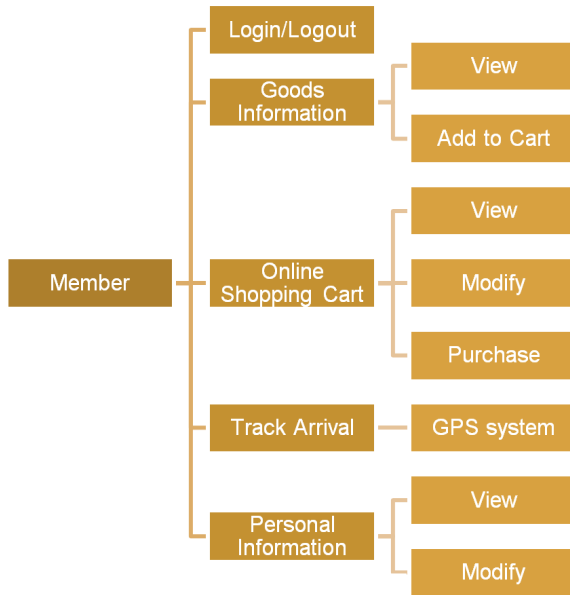 Login/Logout
View
Goods
Information
Add to Cart
View
Member
Online
Shopping Cart
Modify
Purchase
Track Arrival
GPS system
View
Personal
Information
Modify